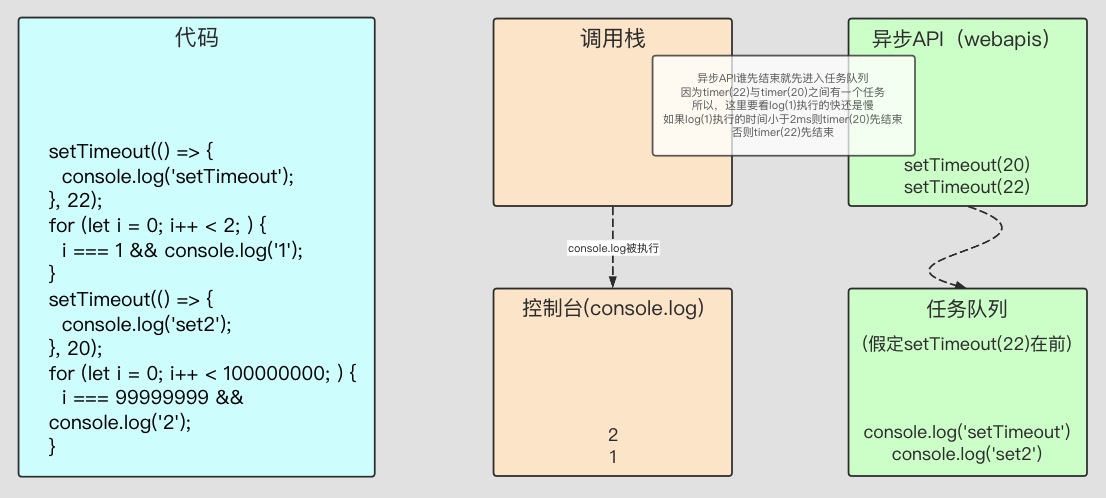 代码
setTimeout(() => {
console.log('setTimeout');
}, 22);
for (let i = 0; i++ < 2; ) {
i === 1 && console.log('1');
}
setTimeout(() => {
console.log('set2');
}, 20);
for (let i = 0; i++ < 100000000; ) {
i === 99999999 &&
console.log('2');
}
调用栈
异步API（webapis）
异步API谁先结束就先进入任务队列
因为timer(22)与timer(20)之间有一个任务
所以，这里要看log(1)执行的快还是慢
如果log(1)执行的时间小于2ms则timer(20)先结束
否则timer(22)先结束
setTimeout(20)
setTimeout(22)
console.log被执行
控制台(console.log)
2
1
任务队列
(假定setTimeout(22)在前)
console.log('setTimeout')
console.log('set2')